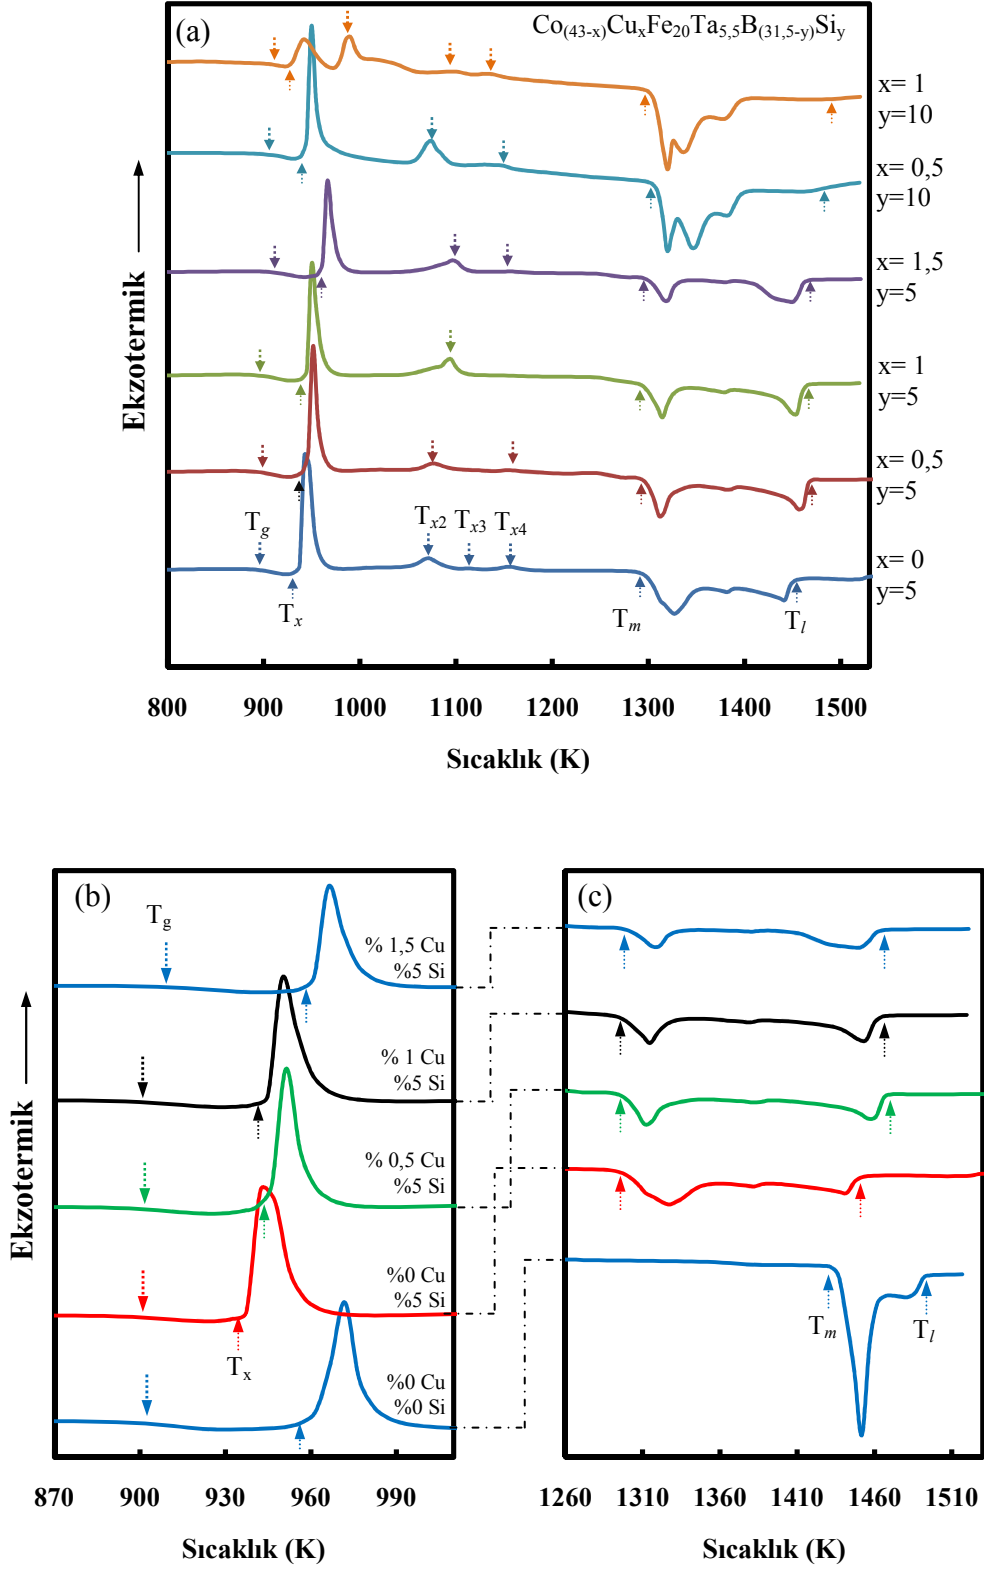 (a)
Co(43-x)CuxFe20Ta5,5B(31,5-y)Siy
x= 1
y=10
x= 0,5
y=10
x= 1,5
y=5
x= 1
y=5
x= 0,5
y=5
x= 0
y=5
Tg
Tx
Tx2
Tx3
Tx4
Tm
Tl
Ekzotermik
800 900 1000 1100 1200 1300 1400 1500
Sıcaklık (K)
(b)
Tg
% 1,5 Cu
%5 Si
% 1 Cu
%5 Si
% 0,5 Cu
%5 Si
%0 Cu
%5 Si
Tx
%0 Cu
%0 Si
Ekzotermik
870 900 930 960 990
Sıcaklık (K)
(c)
Tm
Tl
1260 1310 1360 1410 1460 1510
Sıcaklık (K)